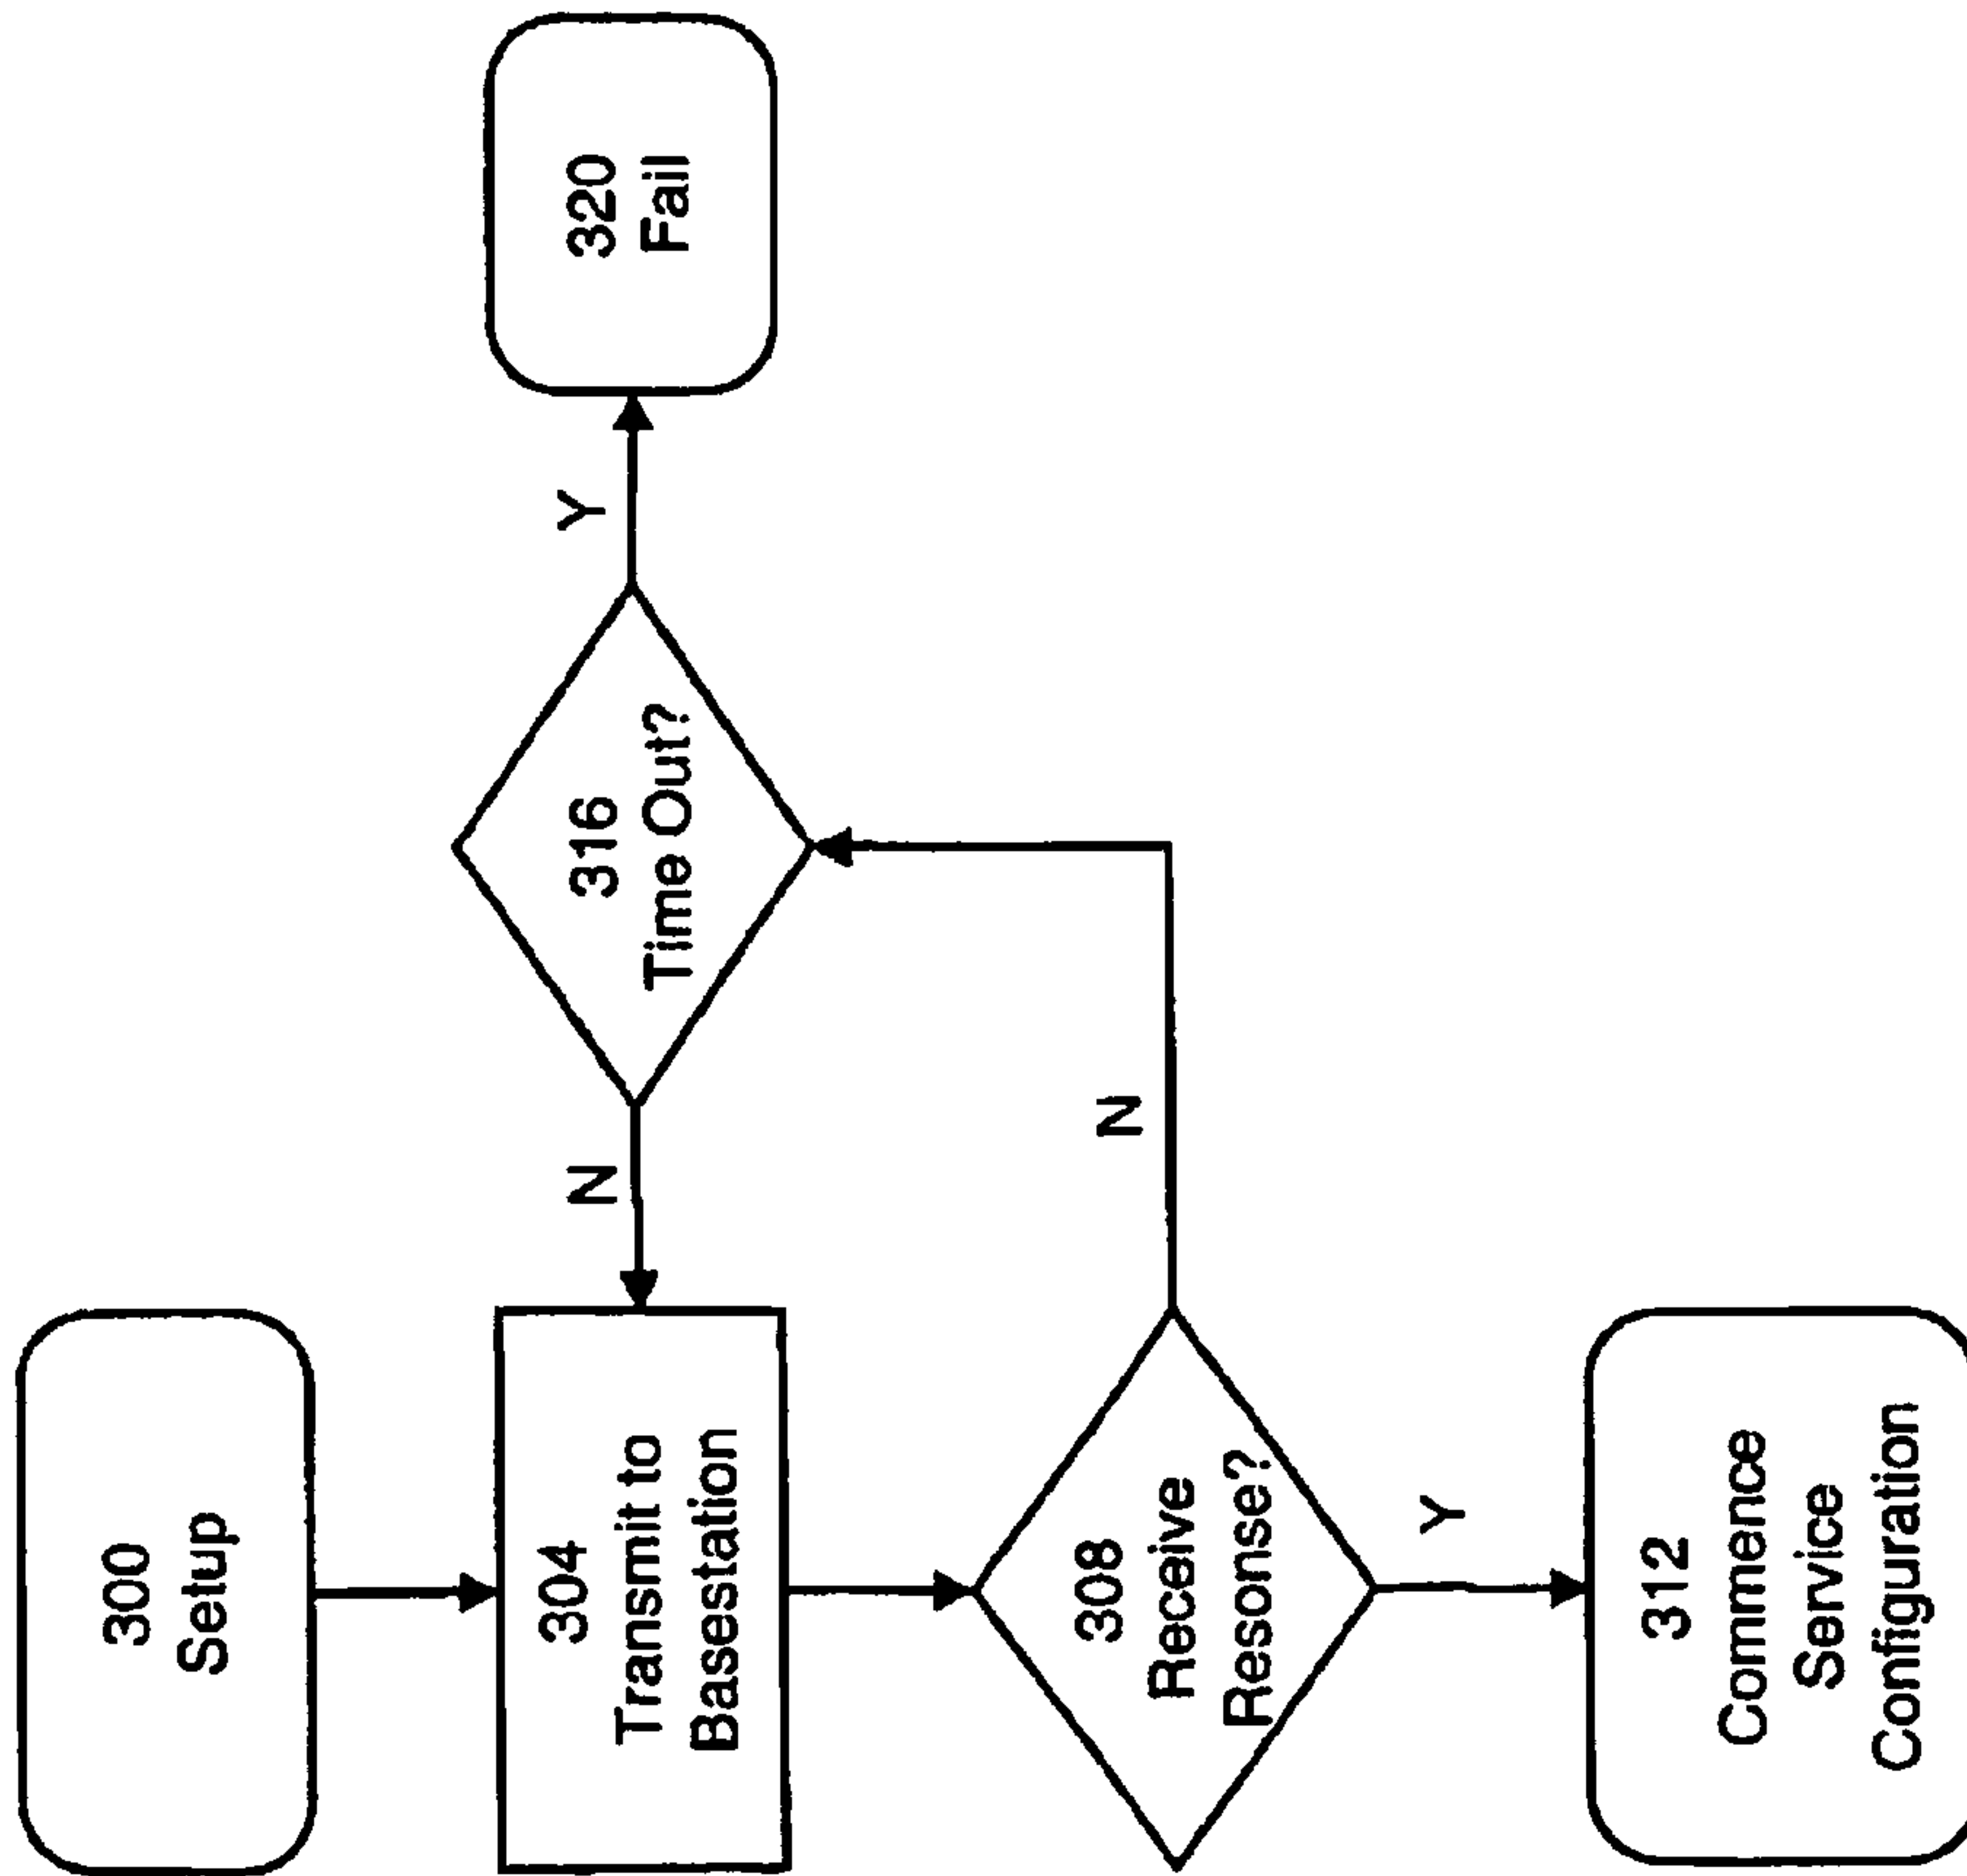 300
Setup
304
Transmit to
Basestation
308
Receive
Resonse?
N
Y
312
Commence
Service
Configuration
316
Time Out?
N
Y
320
Fail